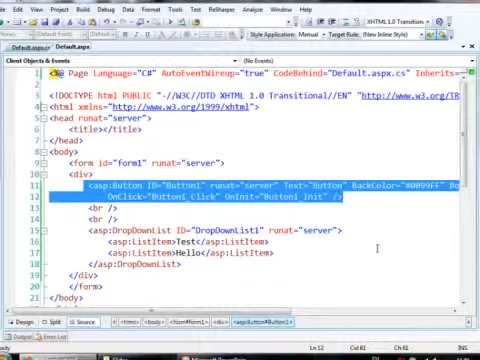 Edit View Project Build Debug Data Tools Test ReSharper Analyze Window Help
XHTML 1.0 Transition
Style Application: Manual Target Rule: (New Inline Style)
Default.aspx.cs Default.aspx
Client Objects & Events (No Events)
1 <%@ Page Language="C#" AutoEventWireup="true" CodeBehind="Default.aspx.cs" Inherits=
2
3 <!DOCTYPE html PUBLIC "-//W3C//DTD XHTML 1.0 Transitional//EN" "http://www.w3.org/TR
4 <html xmlns="http://www.w3.org/1999/xhtml">
5 <head runat="server">
6 <title></title>
7 </head>
8 <body>
9 <form id="form1" runat="server">
10 <div>
11 <asp:Button ID="Button1" runat="server" Text="Button" BackColor="#0099FF" Bo
12 OnClick="Button1_Click" OnInit="Button1_Init" />
13 <br />
14 <br />
15 <asp:DropDownList ID="DropDownList1" runat="server">
16 <asp:ListItem>Test</asp:ListItem>
17 <asp:ListItem>Hello</asp:ListItem>
18 </asp:DropDownList>
19 </div>
20 </form>
21 </body>
Design Split Source <html> <body> <form#form1> <div> <asp:Button#Button1>
Output Error List
Ready Ln 12 Col 61 Ch 61 INS